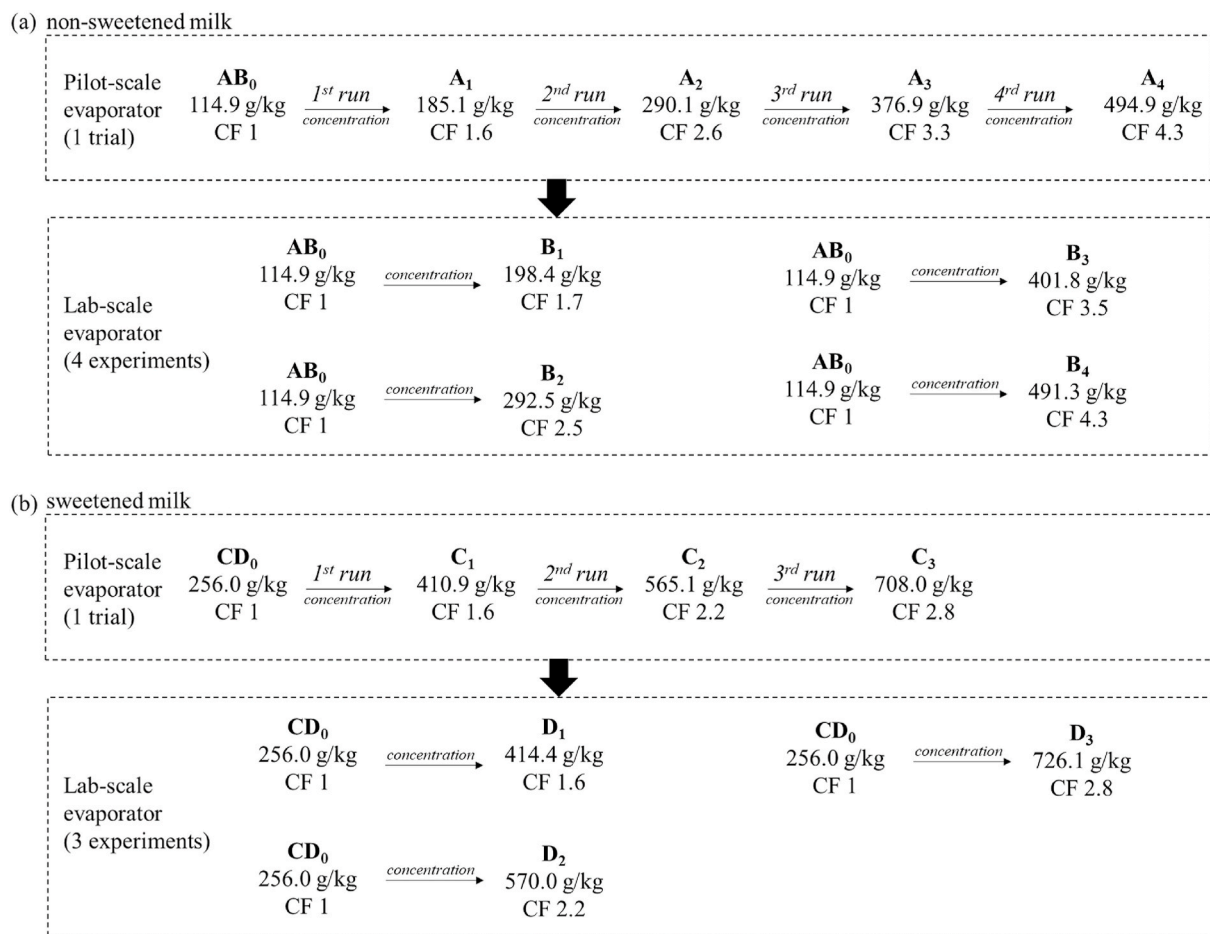 (a) non-sweetened milk
Pilot-scale
evaporator
(1 trial)
AB₀
114.9 g/kg
CF 1
1st run
concentration
A₁
185.1 g/kg
CF 1.6
2nd run
concentration
A₂
290.1 g/kg
CF 2.6
3rd run
concentration
A₃
376.9 g/kg
CF 3.3
4rd run
concentration
A₄
494.9 g/kg
CF 4.3
Lab-scale
evaporator
(4 experiments)
AB₀
114.9 g/kg
CF 1
concentration
B₁
198.4 g/kg
CF 1.7
AB₀
114.9 g/kg
CF 1
concentration
B₃
401.8 g/kg
CF 3.5
AB₀
114.9 g/kg
CF 1
concentration
B₂
292.5 g/kg
CF 2.5
AB₀
114.9 g/kg
CF 1
concentration
B₄
491.3 g/kg
CF 4.3
(b) sweetened milk
Pilot-scale
evaporator
(1 trial)
CD₀
256.0 g/kg
CF 1
1st run
concentration
C₁
410.9 g/kg
CF 1.6
2nd run
concentration
C₂
565.1 g/kg
CF 2.2
3rd run
concentration
C₃
708.0 g/kg
CF 2.8
Lab-scale
evaporator
(3 experiments)
CD₀
256.0 g/kg
CF 1
concentration
D₁
414.4 g/kg
CF 1.6
CD₀
256.0 g/kg
CF 1
concentration
D₃
726.1 g/kg
CF 2.8
CD₀
256.0 g/kg
CF 1
concentration
D₂
570.0 g/kg
CF 2.2